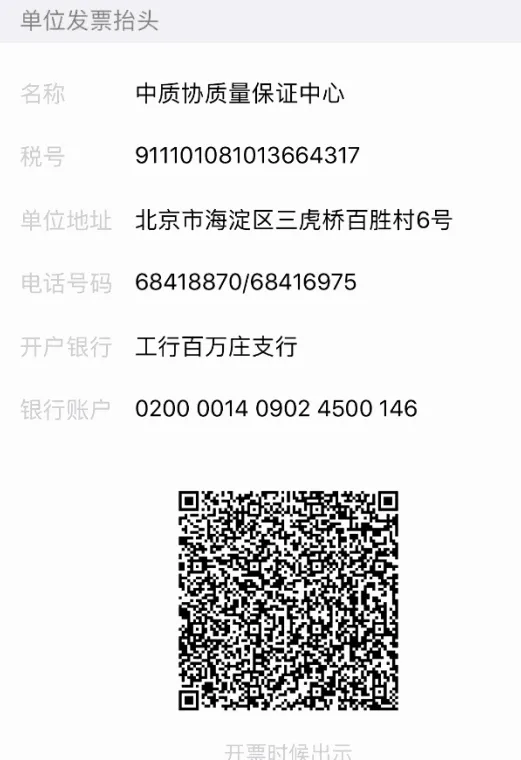 单位发票抬头
名称 中质协质量保证中心
税号 911101081013664317
单位地址 北京市海淀区三虎桥百胜村6号
电话号码 68418870/68416975
开户银行 工行百万庄支行
银行账户 0200 0014 0902 4500 146
开票时候出示